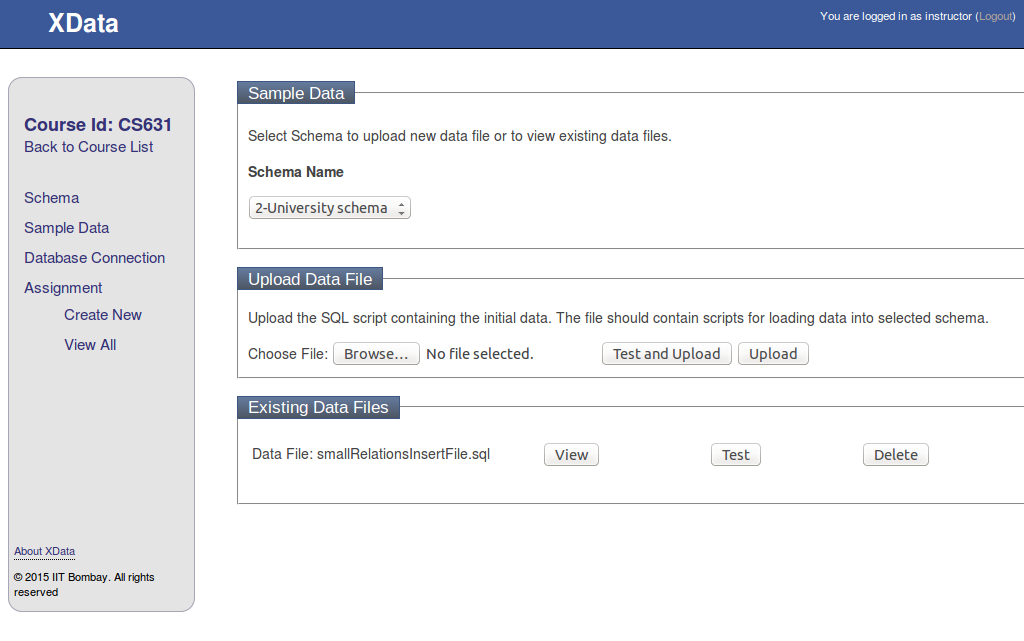 XData
You are logged in as instructor (Logout)
Course Id: CS631
Back to Course List
Schema
Sample Data
Database Connection
Assignment
Create New
View All
About XData
© 2015 IIT Bombay. All rights
reserved
Sample Data
Select Schema to upload new data file or to view existing data files.
Schema Name
2-University schema
Upload Data File
Upload the SQL script containing the initial data. The file should contain scripts for loading data into selected schema.
Choose File: Browse... No file selected. Test and Upload Upload
Existing Data Files
Data File: smallRelationsInsertFile.sql View Test Delete